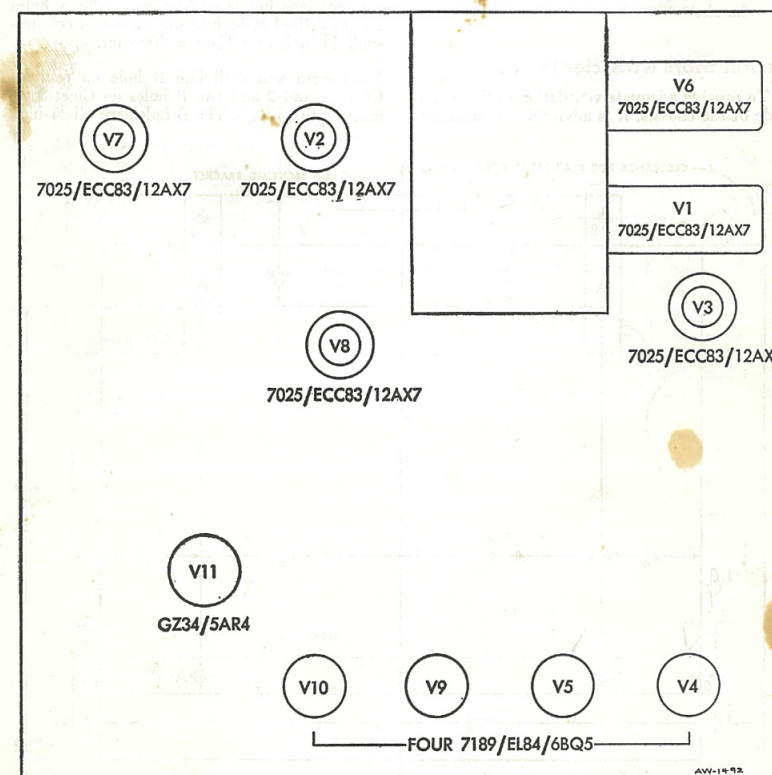 V6
7025/ECC83/12AX7
V7
7025/ECC83/12AX7
V2
7025/ECC83/12AX7
V1
7025/ECC83/12AX7
V3
7025/ECC83/12AX
V8
7025/ECC83/12AX7
V11
GZ34/5AR4
V10
V9
V5
V4
FOUR 7189/EL84/6BQ5
AW-1492